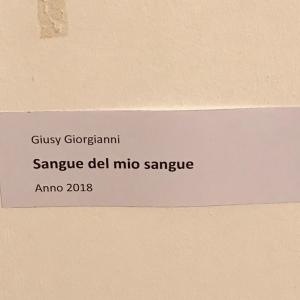 Giusy Giorgianni
Sangue del mio sangue
Anno 2018